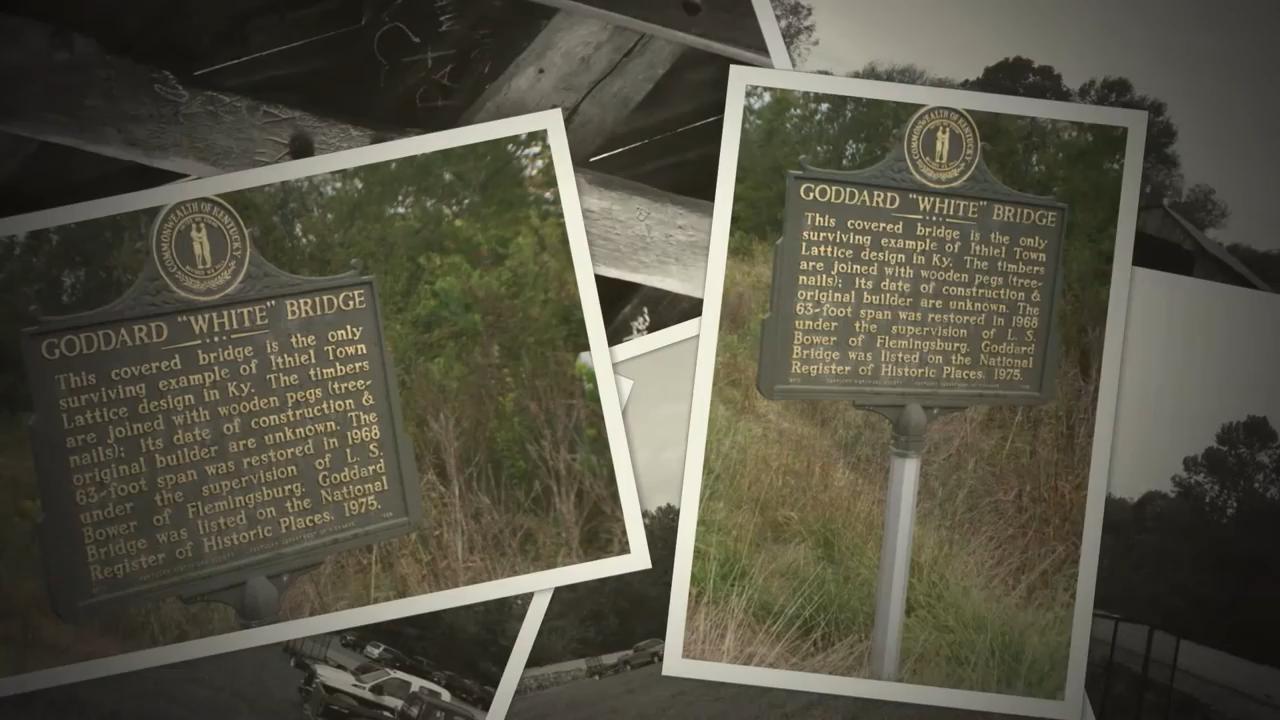 COMMONWEALTH OF KENTUCKY
GODDARD "WHITE" BRIDGE
This covered bridge is the only
surviving example of Ithiel Town
Lattice design in Ky. The timbers
are joined with wooden pegs (tree-
nails); Its date of construction &
original builder are unknown. The
63-foot span was restored in 1968
under the supervision of L. S.
Bower of Flemingsburg. Goddard
Bridge was listed on the National
Register of Historic Places, 1975.
COMMONWEALTH OF KENTUCKY
GODDARD "WHITE" BRIDGE
This covered bridge is the only
surviving example of Ithiel Town
Lattice design in Ky. The timbers
are joined with wooden pegs (tree-
nails); Its date of construction &
original builder are unknown. The
63-foot span was restored in 1968
under the supervision of L. S.
Bower of Flemingsburg. Goddard
Bridge was listed on the National
Register of Historic Places, 1975.